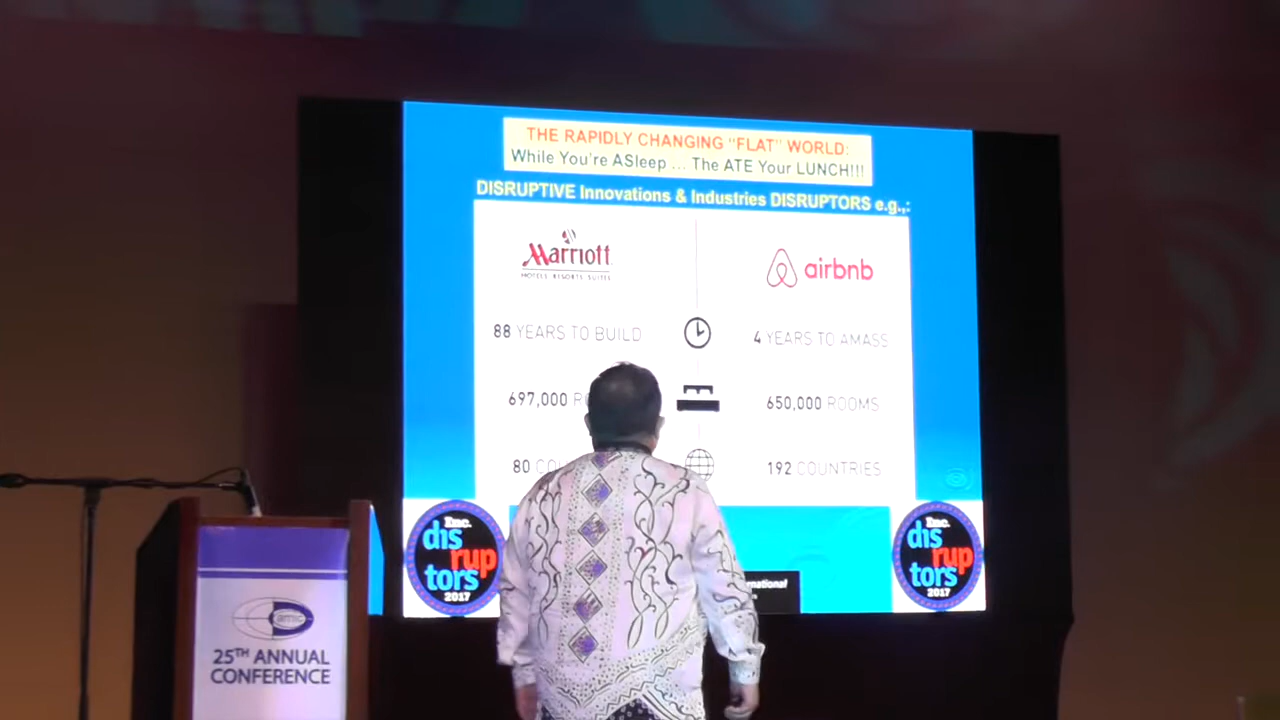 THE RAPIDLY CHANGING "FLAT" WORLD:
While You're ASleep ... The ATE Your LUNCH!!!
DISRUPTIVE Innovations & Industries DISRUPTORS e.g.,:
Marriott
HOTELS RESORTS SUITES
airbnb
88 YEARS TO BUILD
4 YEARS TO AMASS
697,000
650,000 ROOMS
80
192 COUNTRIES
Inc.
dis
rup
tors
2017
Inc.
dis
rup
tors
2017
amic
25TH ANNUAL
CONFERENCE